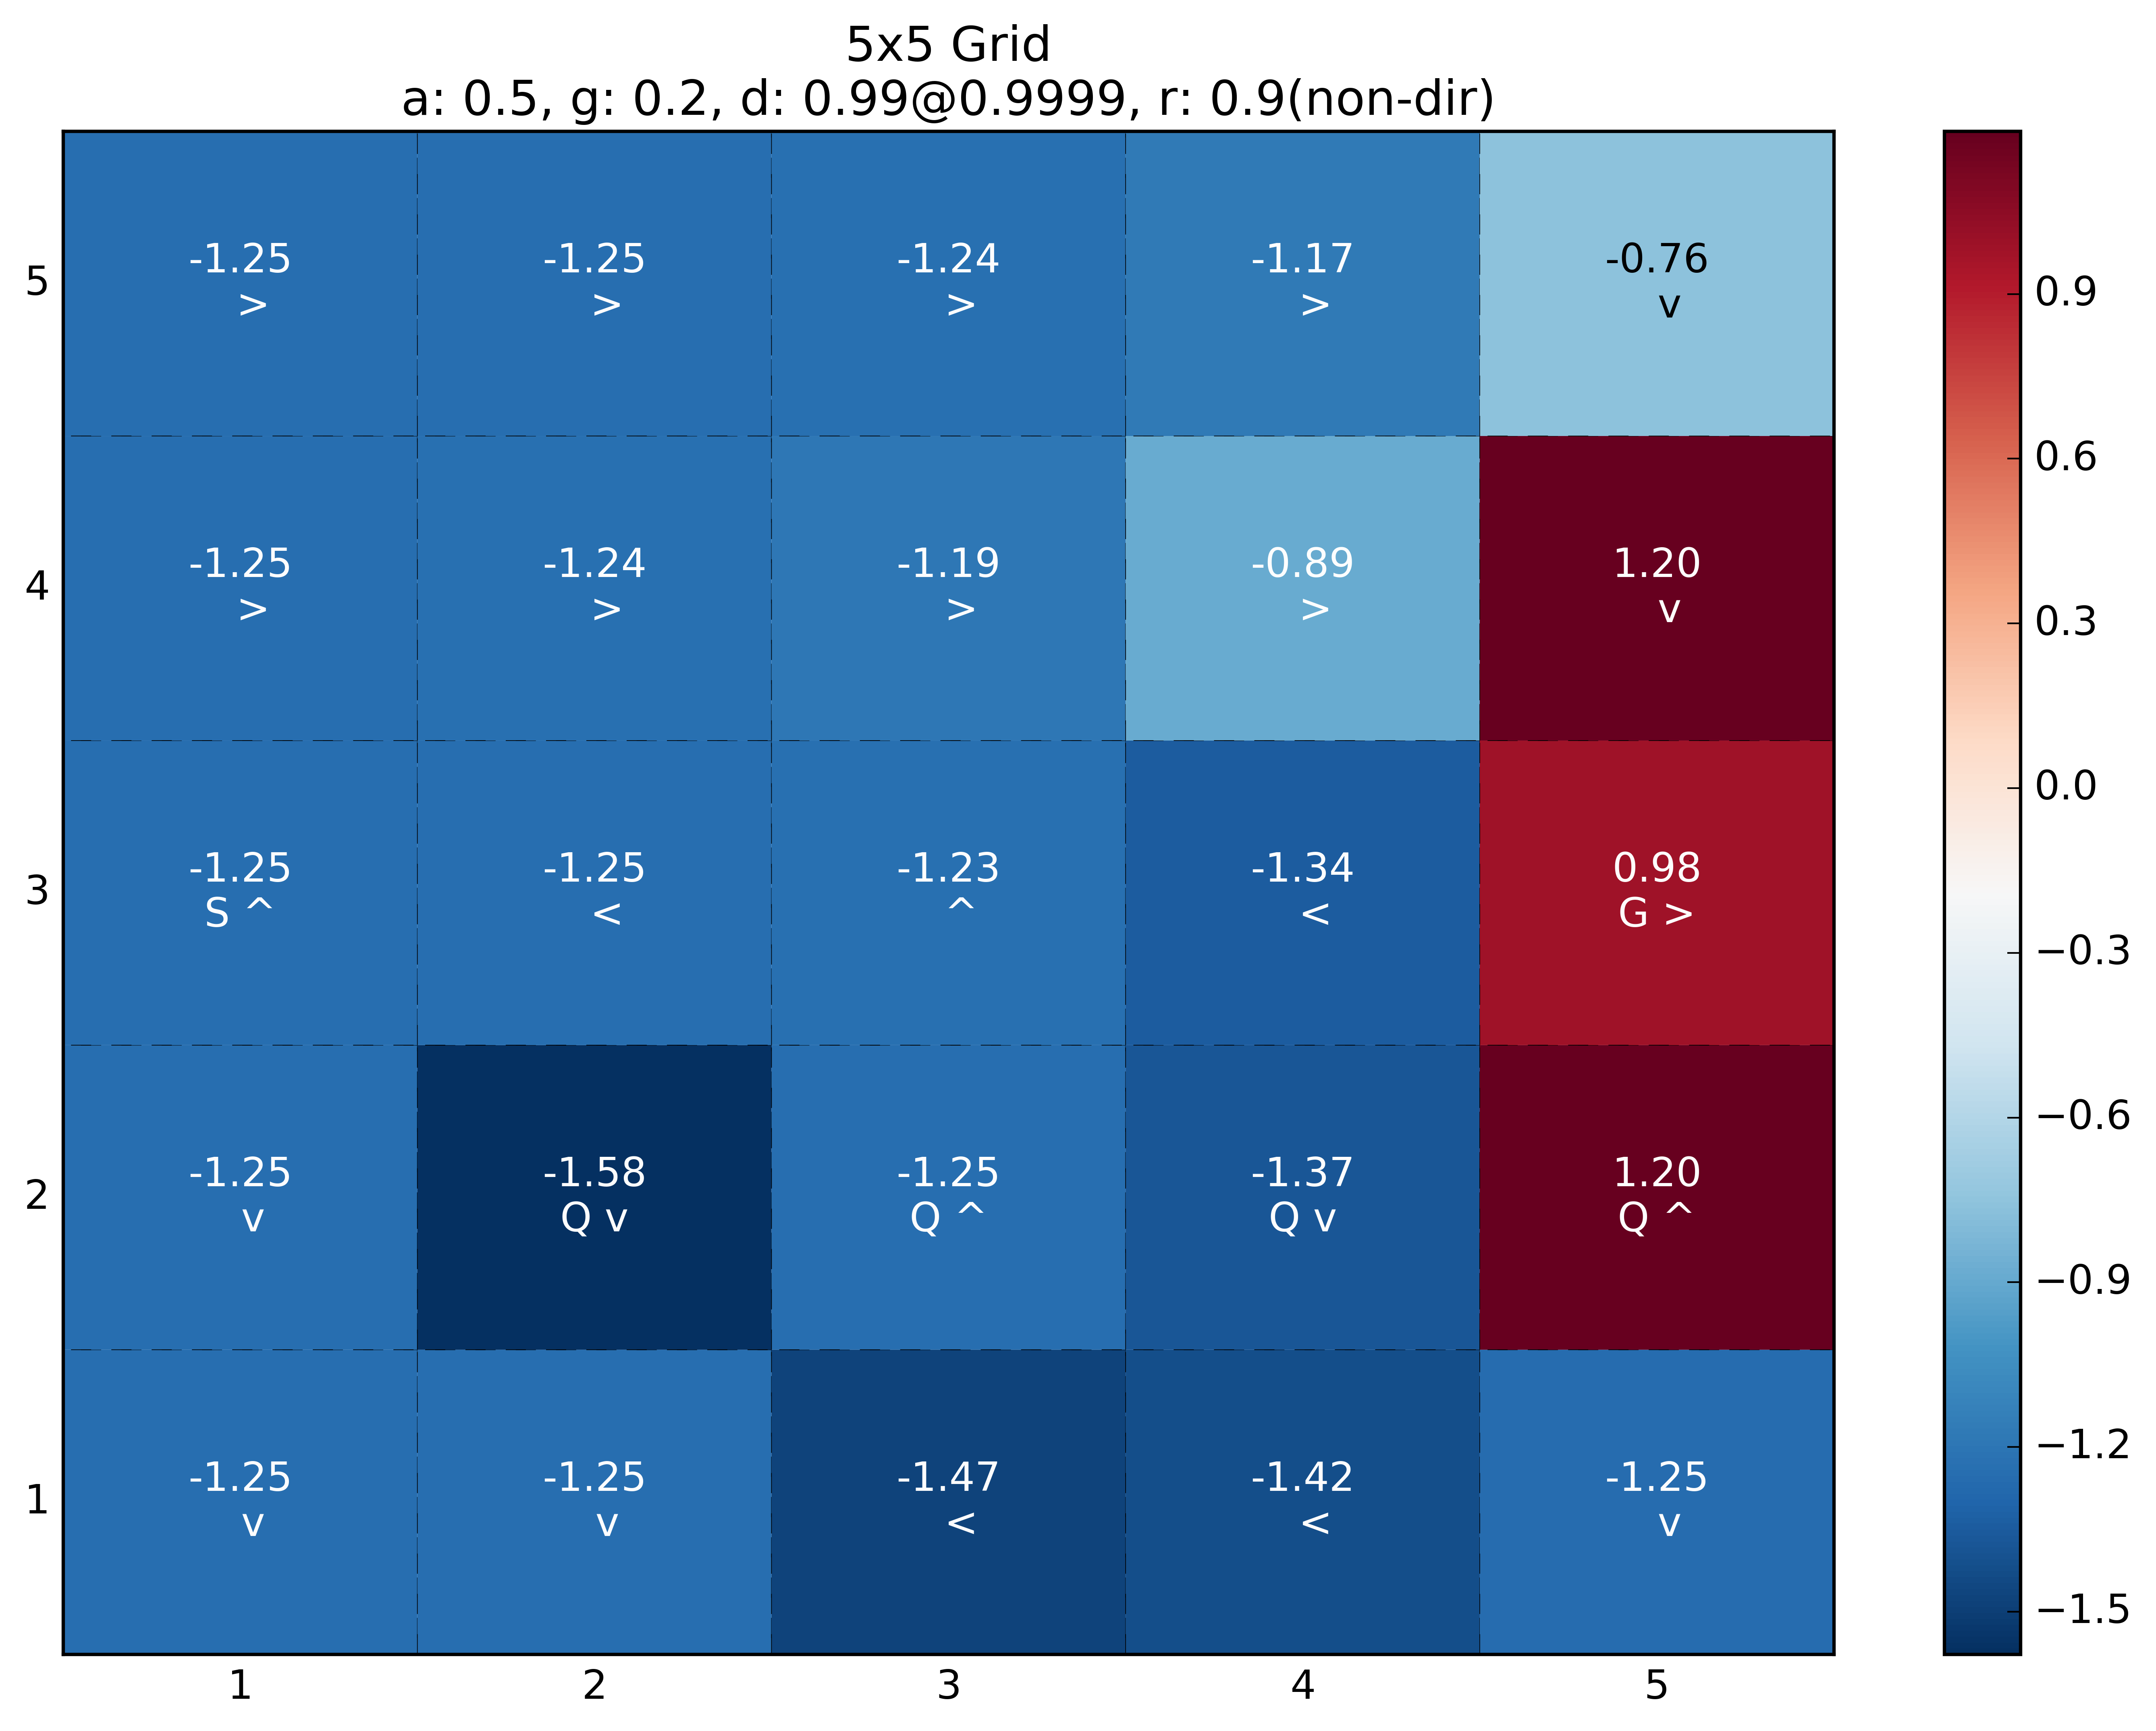 5x5 Grid
a: 0.5, g: 0.2, d: 0.99@0.9999, r: 0.9(non-dir)
5
-1.25 -1.25 -1.24 -1.17 -0.76
> > > > v
4
-1.25 -1.24 -1.19 -0.89 1.20
> > > > v
3
-1.25 -1.25 -1.23 -1.34 0.98
S ^ < ^ < G >
2
-1.25 -1.58 -1.25 -1.37 1.20
v Q v Q ^ Q v Q ^
1
-1.25 -1.25 -1.47 -1.42 -1.25
v v < < v
1 2 3 4 5
0.9
0.6
0.3
0.0
−0.3
−0.6
−0.9
−1.2
−1.5